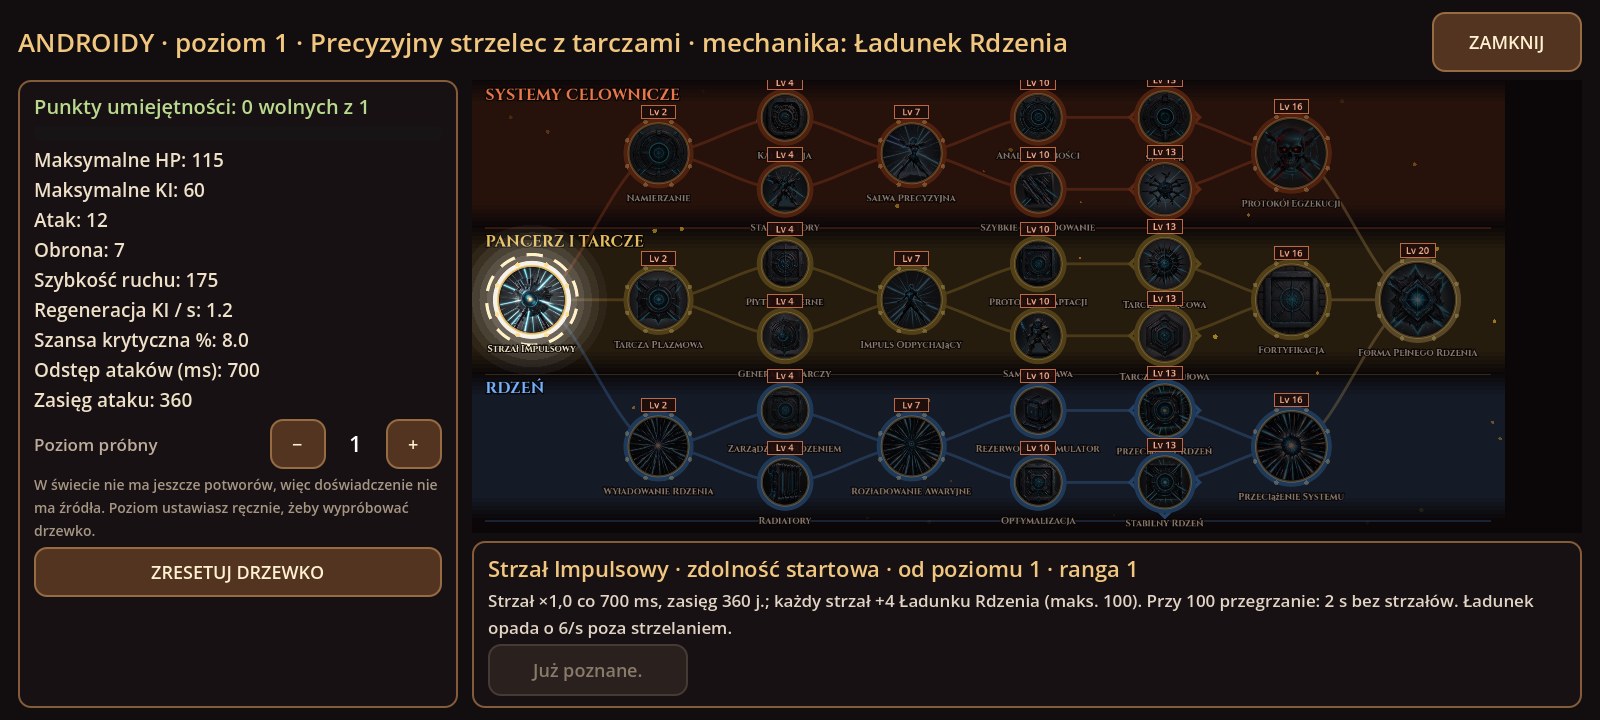 ANDROIDY · poziom 1 · Precyzyjny strzelec z tarczami · mechanika: Ładunek Rdzenia
ZAMKNIJ
Punkty umiejętności: 0 wolnych z 1
Maksymalne HP: 115
Maksymalne KI: 60
Atak: 12
Obrona: 7
Szybkość ruchu: 175
Regeneracja KI / s: 1.2
Szansa krytyczna %: 8.0
Odstęp ataków (ms): 700
Zasięg ataku: 360
Poziom próbny
− 1 +
W świecie nie ma jeszcze potworów, więc doświadczenie nie
ma źródła. Poziom ustawiasz ręcznie, żeby wypróbować
drzewko.
ZRESETUJ DRZEWKO
SYSTEMY CELOWNICZE
Lv 4
Lv 10
Lv 13
Lv 2
Lv 7
Lv 16
Lv 4
Lv 10
Lv 13
NAMIERZANIE
SALWA PRECYZYJNA
PROTOKÓŁ EGZEKUCJI
SZYBKIE
PANCERZ I TARCZE
Lv 4
Lv 10
Lv 13
Lv 2
Lv 7
Lv 16
Lv 20
Lv 4
Lv 10
Lv 13
STRZAŁ IMPULSOWY
TARCZA PLAZMOWA
IMPULS ODPYCHAJĄCY
FORTYFIKACJA
FORMA PEŁNEGO RDZENIA
RDZEŃ
Lv 4
Lv 10
Lv 13
Lv 2
Lv 7
Lv 16
Lv 4
Lv 10
Lv 13
WYŁADOWANIE RDZENIA
ROZŁADOWANIE AWARYJNE
PRZECIĄŻENIE SYSTEMU
RADIATORY
OPTYMALIZACJA
STABILNY RDZEŃ
Strzał Impulsowy · zdolność startowa · od poziomu 1 · ranga 1
Strzał ×1,0 co 700 ms, zasięg 360 j.; każdy strzał +4 Ładunku Rdzenia (maks. 100). Przy 100 przegrzanie: 2 s bez strzałów. Ładunek
opada o 6/s poza strzelaniem.
Już poznane.